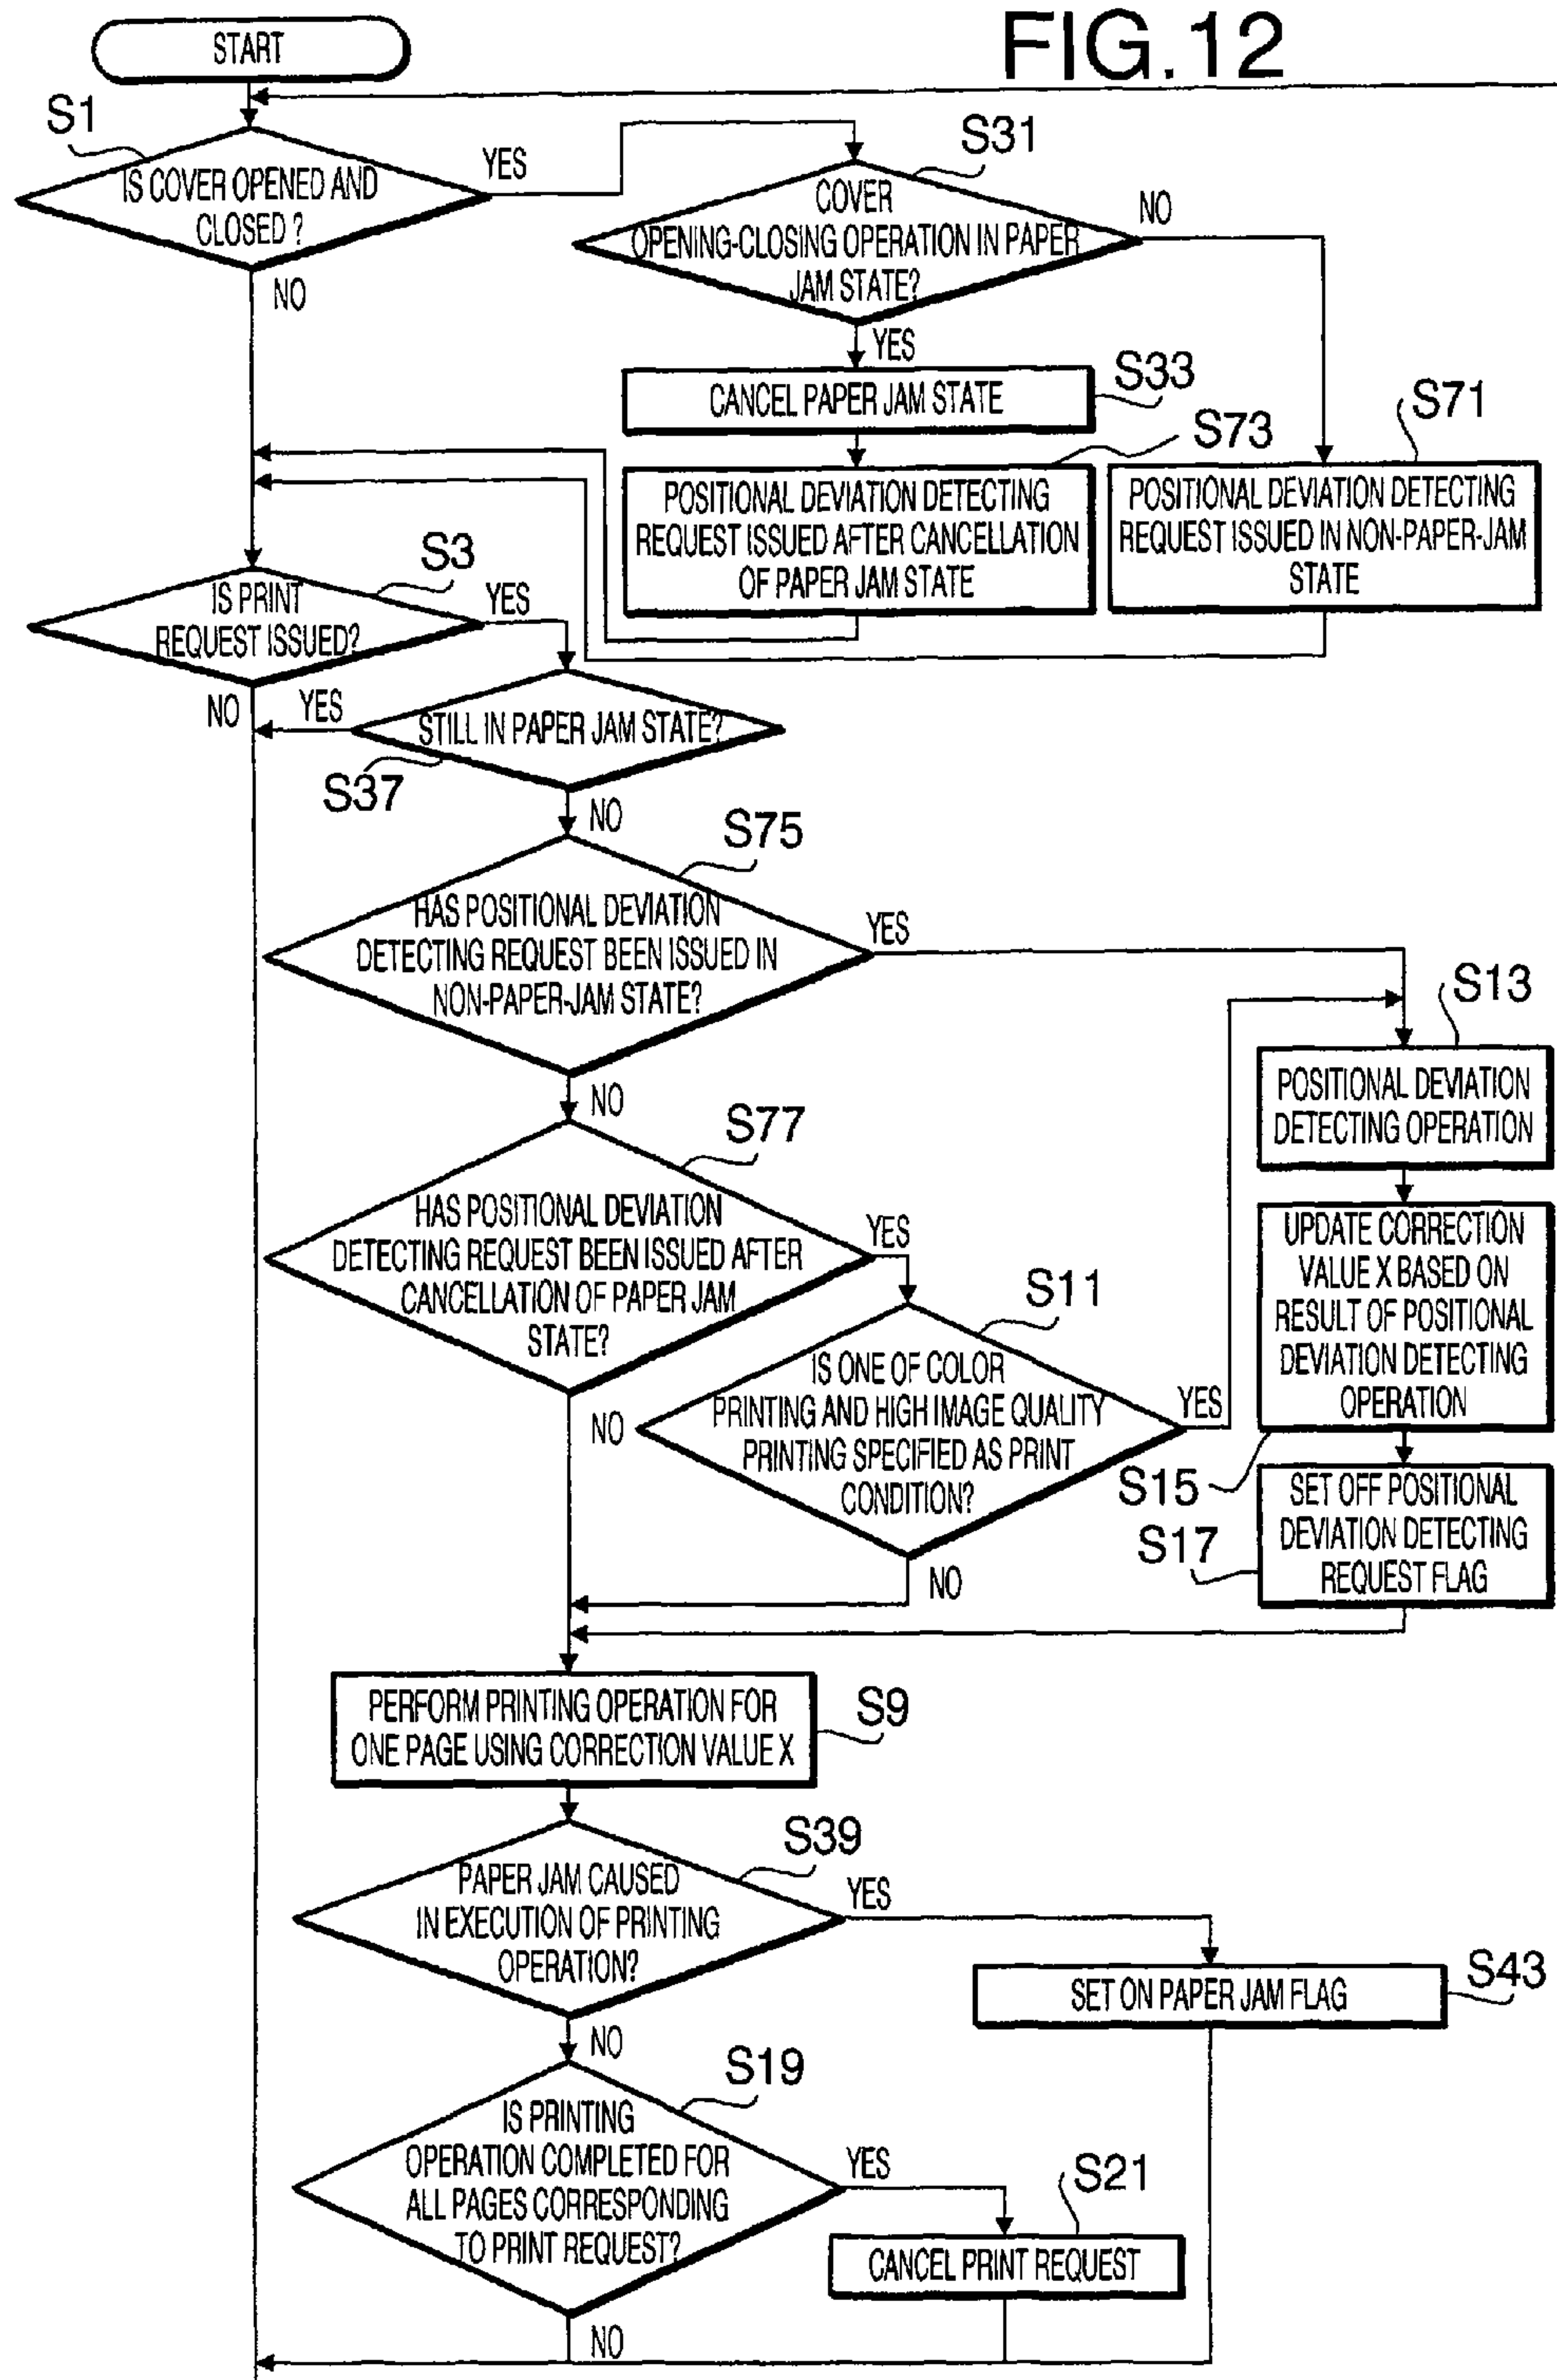 FIG.12
START
S1
IS COVER OPENED AND
CLOSED ?
YES
NO
S31
COVER
OPENING-CLOSING OPERATION IN PAPER
JAM STATE?
NO
YES
S33
CANCEL PAPER JAM STATE
S73
POSITIONAL DEVIATION DETECTING
REQUEST ISSUED AFTER CANCELLATION
OF PAPER JAM STATE
S71
POSITIONAL DEVIATION DETECTING
REQUEST ISSUED IN NON-PAPER-JAM
STATE
S3
IS PRINT
REQUEST ISSUED?
YES
NO
YES
STILL IN PAPER JAM STATE?
S37
NO
S75
HAS POSITIONAL DEVIATION
DETECTING REQUEST BEEN ISSUED IN
NON-PAPER-JAM STATE?
YES
NO
S77
HAS POSITIONAL DEVIATION
DETECTING REQUEST BEEN ISSUED AFTER
CANCELLATION OF PAPER JAM
STATE?
YES
NO
S11
IS ONE OF COLOR
PRINTING AND HIGH IMAGE QUALITY
PRINTING SPECIFIED AS PRINT
CONDITION?
YES
NO
S13
POSITIONAL DEVIATION
DETECTING OPERATION
UPDATE CORRECTION
VALUE X BASED ON
RESULT OF POSITIONAL
DEVIATION DETECTING
OPERATION
S15
SET OFF POSITIONAL
DEVIATION DETECTING
REQUEST FLAG
S17
PERFORM PRINTING OPERATION FOR
ONE PAGE USING CORRECTION VALUE X
S9
S39
PAPER JAM CAUSED
IN EXECUTION OF PRINTING
OPERATION?
YES
NO
SET ON PAPER JAM FLAG
S43
S19
IS PRINTING
OPERATION COMPLETED FOR
ALL PAGES CORRESPONDING
TO PRINT REQUEST?
YES
NO
S21
CANCEL PRINT REQUEST